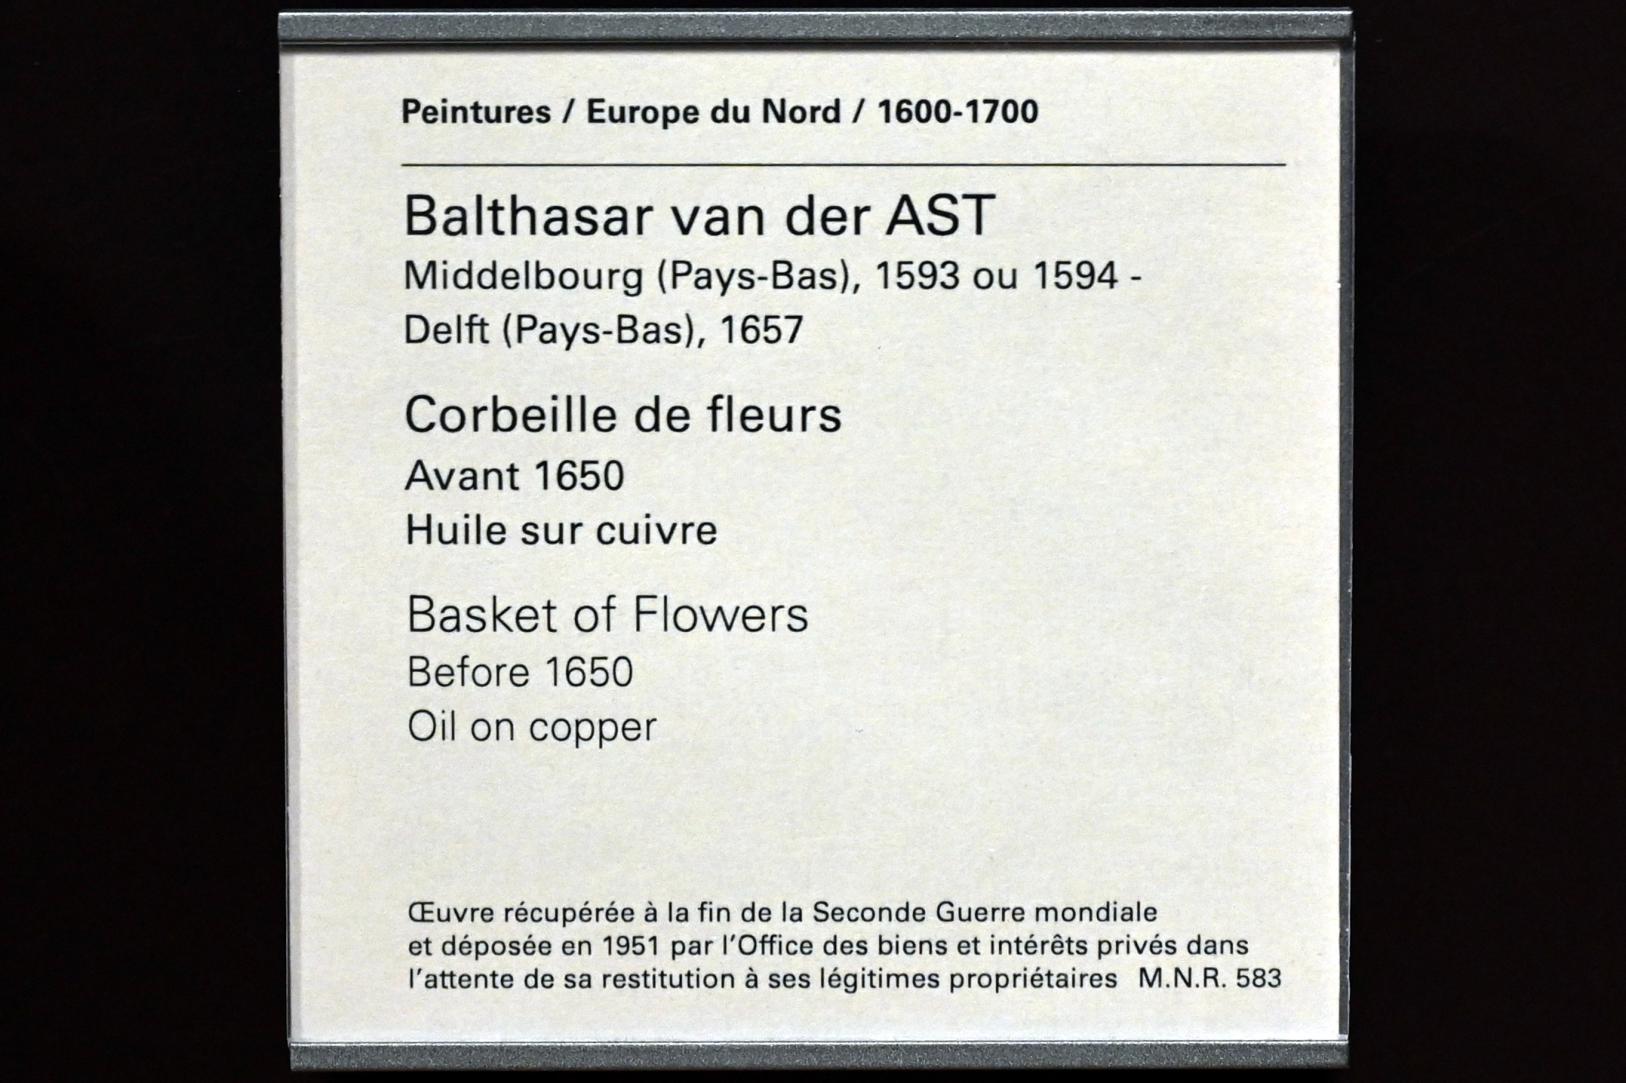 Peintures / Europe du Nord / 1600-1700
Balthasar van der AST
Middelbourg (Pays-Bas), 1593 ou 1594 -
Delft (Pays-Bas), 1657
Corbeille de fleurs
Avant 1650
Huile sur cuivre
Basket of Flowers
Before 1650
Oil on copper
Œuvre récupérée à la fin de la Seconde Guerre mondiale
et déposée en 1951 par l'Office des biens et intérêts privés dans
l'attente de sa restitution à ses légitimes propriétaires M.N.R. 583